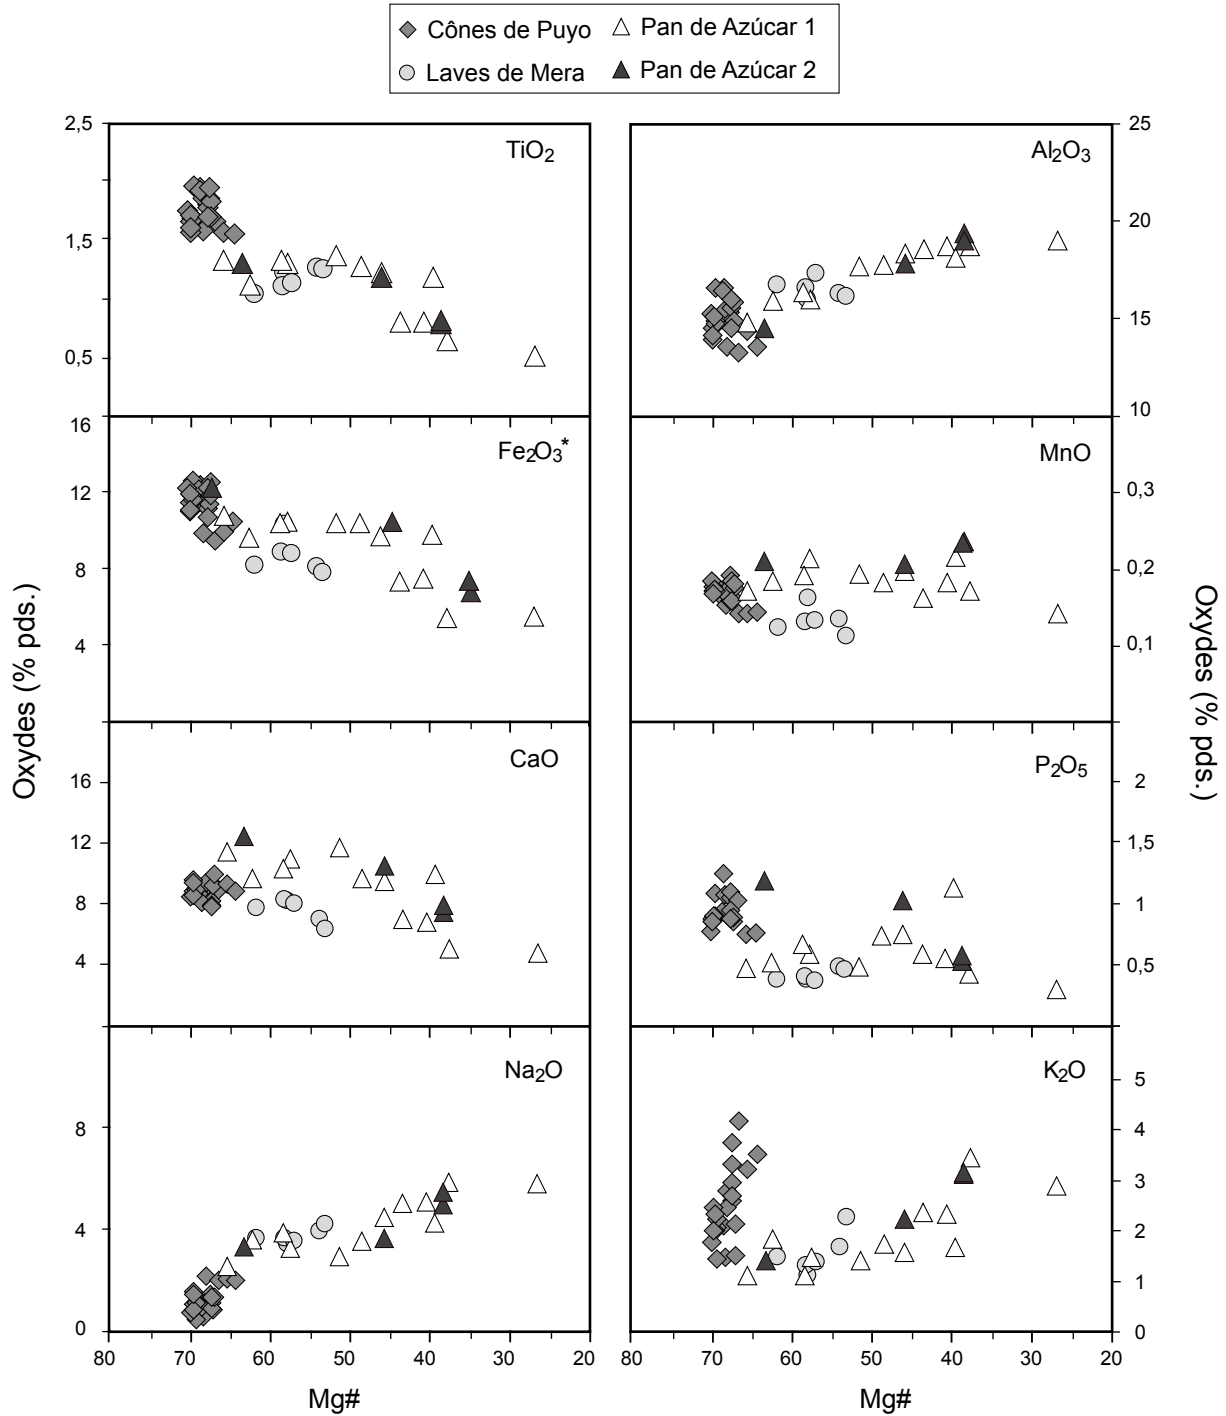 Cônes de Puyo
Pan de Azúcar 1
Laves de Mera
Pan de Azúcar 2
2,5
1,5
0,5
TiO2
25
20
15
10
Al2O3
16
12
8
4
Fe2O3*
0,3
0,2
0,1
MnO
16
12
8
4
CaO
2
1,5
1
0,5
P2O5
8
4
0
Na2O
5
4
3
2
1
0
K2O
Oxydes (% pds.)
Oxydes (% pds.)
80 70 60 50 40 30 20
80 70 60 50 40 30 20
Mg#
Mg#